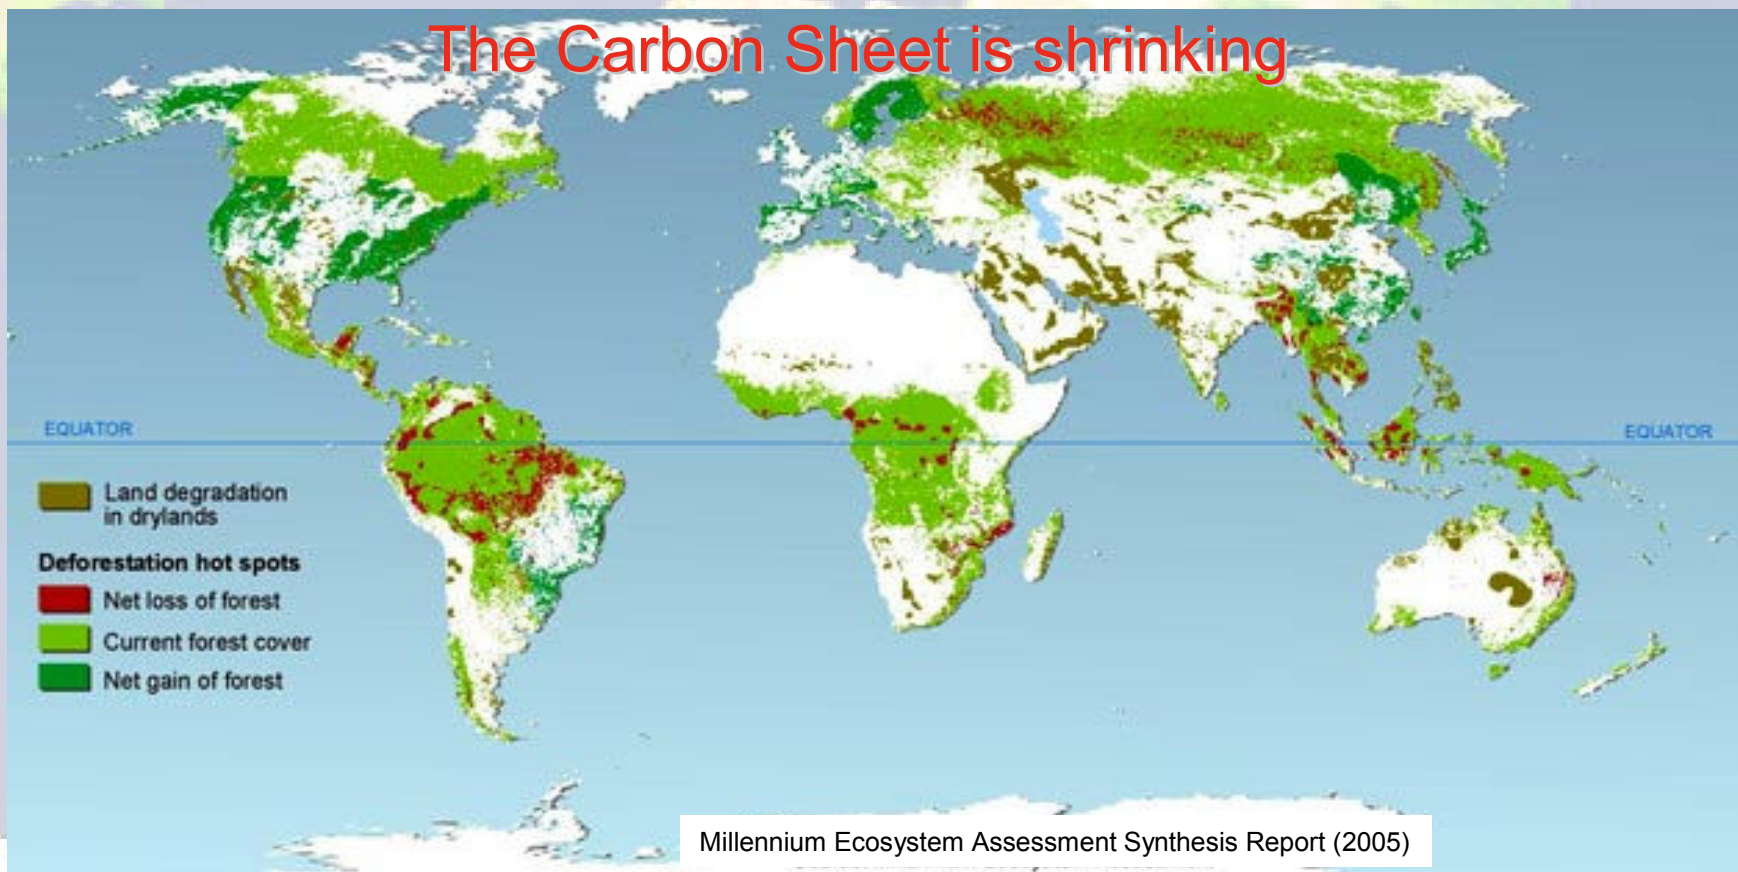 The Carbon Sheet is shrinking
EQUATOR
EQUATOR
Land degradation
in drylands
Deforestation hot spots
Net loss of forest
Current forest cover
Net gain of forest
Millennium Ecosystem Assessment Synthesis Report (2005)